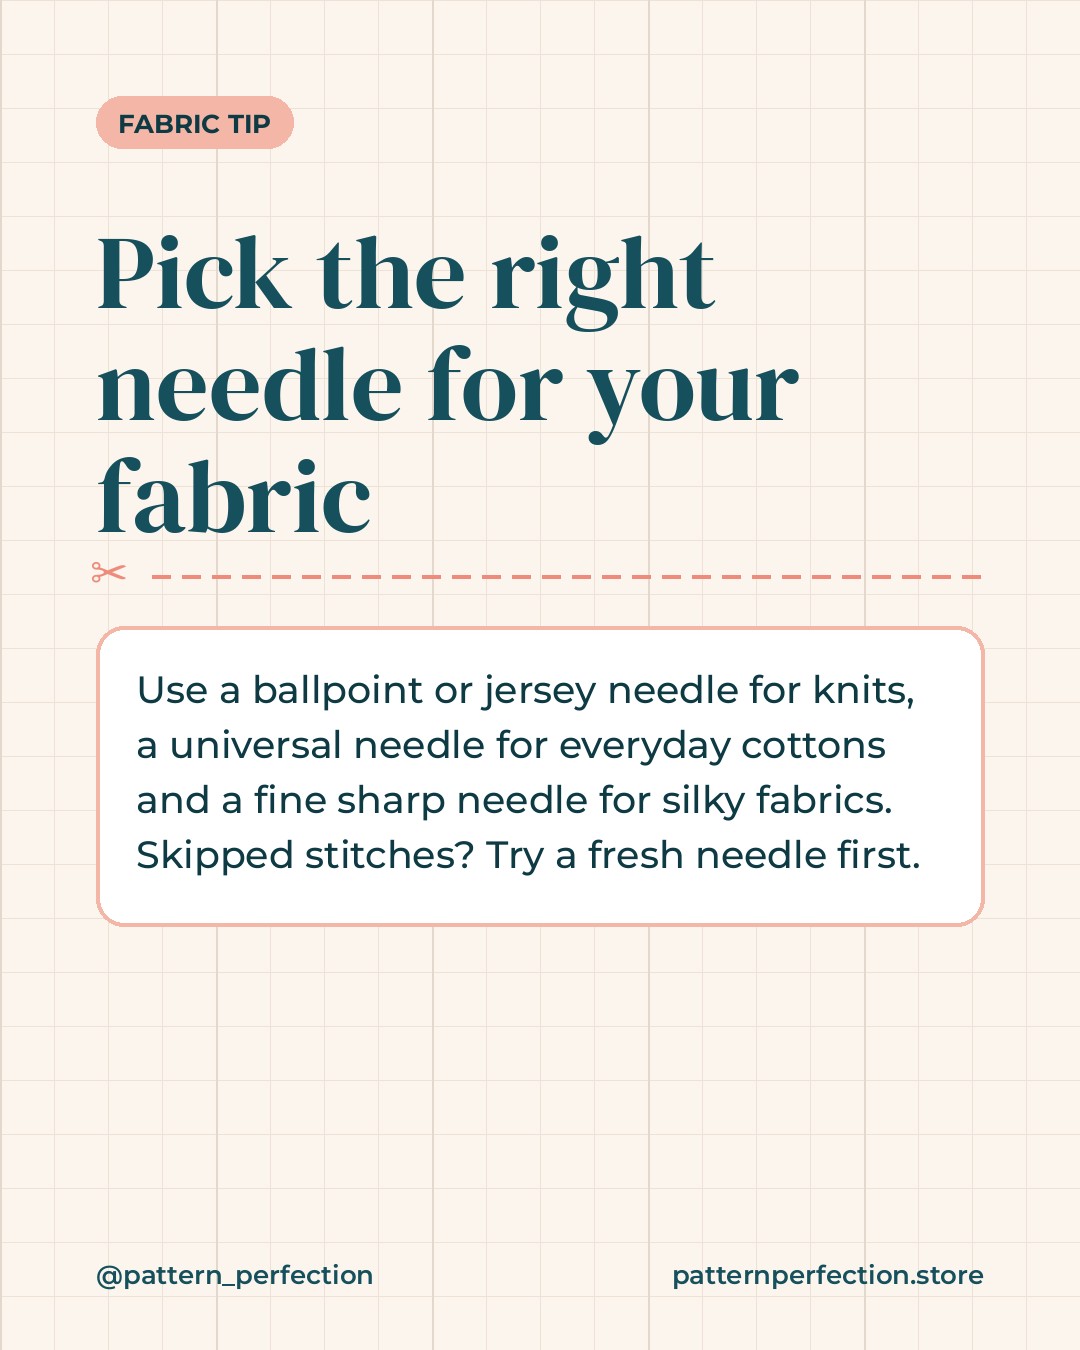 FABRIC TIP
Pick the right
needle for your
fabric
Use a ballpoint or jersey needle for knits,
a universal needle for everyday cottons
and a fine sharp needle for silky fabrics.
Skipped stitches? Try a fresh needle first.
@pattern_perfection
patternperfection.store